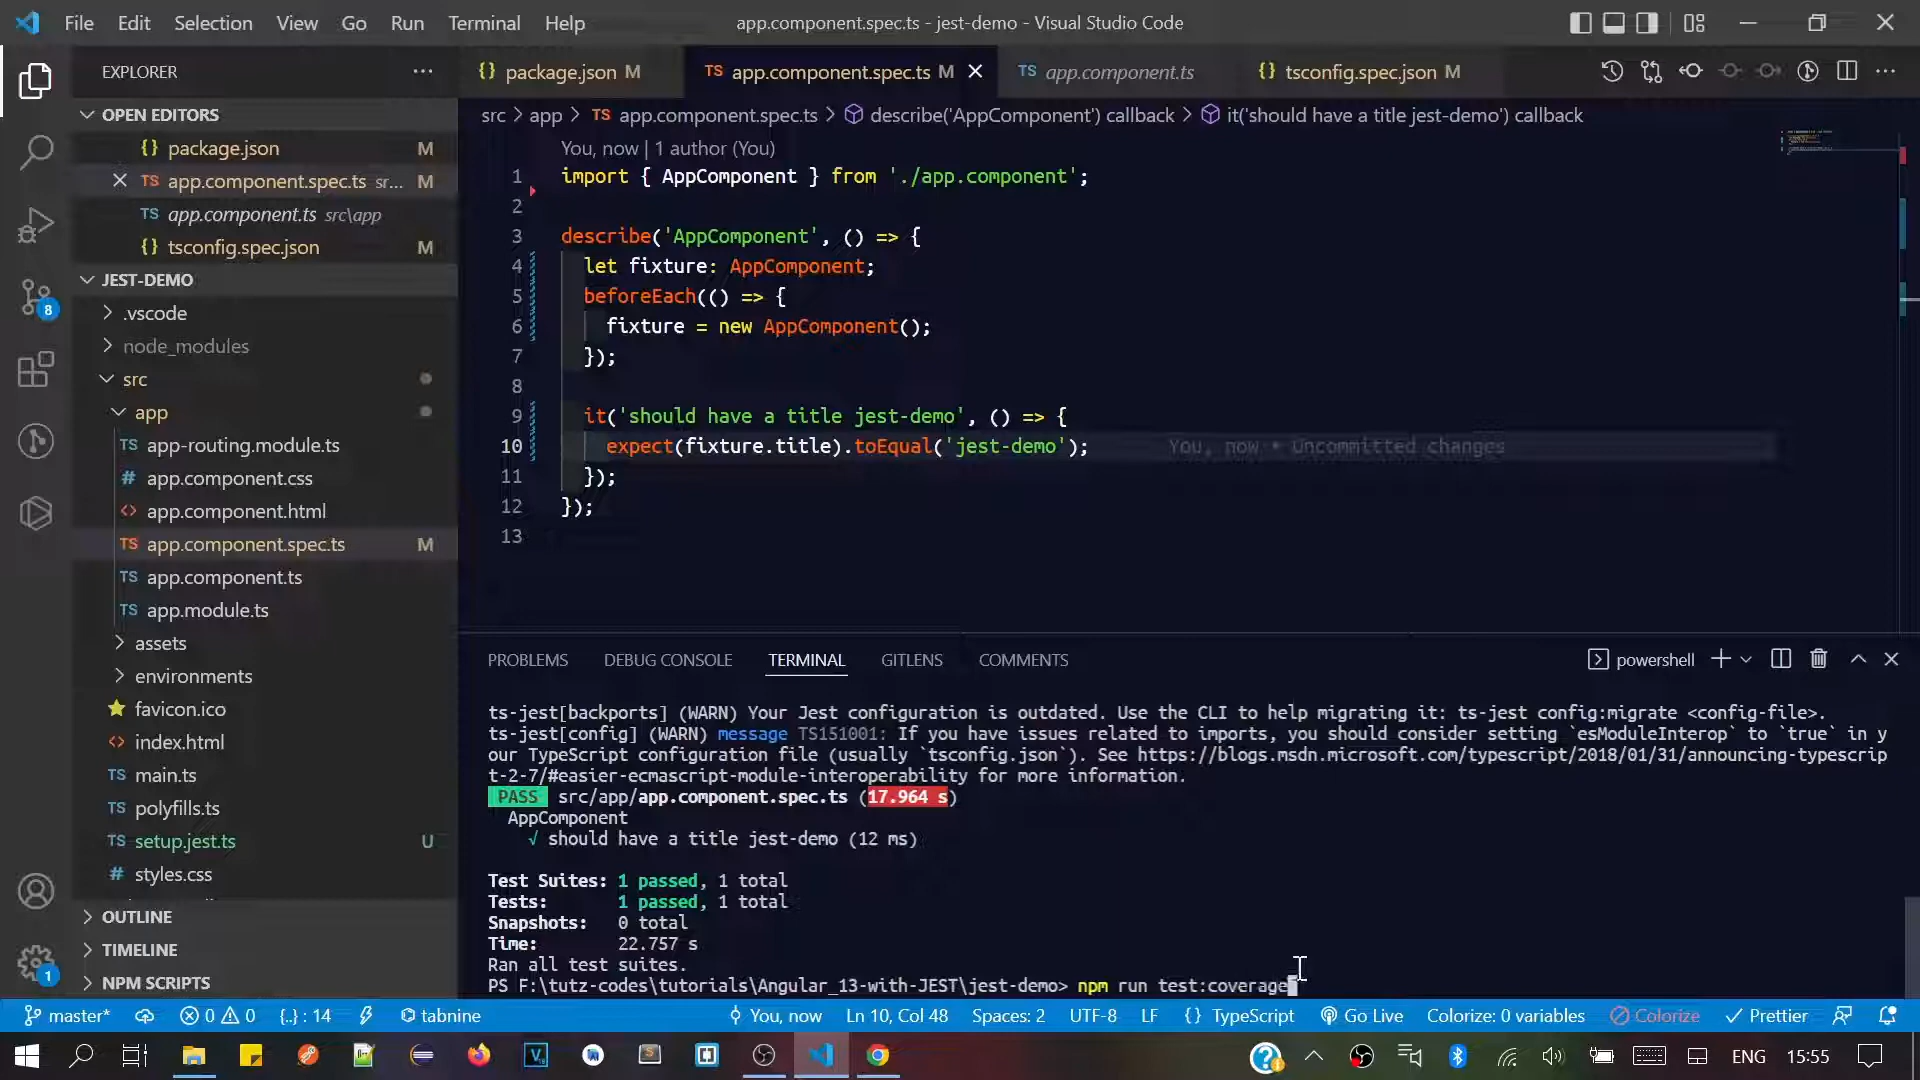 File Edit Selection View Go Run Terminal Help
app.component.spec.ts - jest-demo - Visual Studio Code
EXPLORER
{} package.json M
TS app.component.spec.ts M
TS app.component.ts
{} tsconfig.spec.json M
src > app > TS app.component.spec.ts > describe('AppComponent') callback > it('should have a title jest-demo') callback
OPEN EDITORS
{} package.json M
TS app.component.spec.ts sr... M
TS app.component.ts src\app
{} tsconfig.spec.json M
JEST-DEMO
.vscode
node_modules
src
app
TS app-routing.module.ts
# app.component.css
<> app.component.html
TS app.component.spec.ts M
TS app.component.ts
TS app.module.ts
assets
environments
favicon.ico
<> index.html
TS main.ts
TS polyfills.ts
TS setup.jest.ts U
# styles.css
OUTLINE
TIMELINE
NPM SCRIPTS
8
1
You, now | 1 author (You)
1 import { AppComponent } from './app.component';
2
3 describe('AppComponent', () => {
4 let fixture: AppComponent;
5 beforeEach(() => {
6 fixture = new AppComponent();
7 });
8
9 it('should have a title jest-demo', () => {
10 expect(fixture.title).toEqual('jest-demo'); You, now • Uncommitted changes
11 });
12 });
13
PROBLEMS DEBUG CONSOLE TERMINAL GITLENS COMMENTS
powershell
ts-jest[backports] (WARN) Your Jest configuration is outdated. Use the CLI to help migrating it: ts-jest config:migrate <config-file>.
ts-jest[config] (WARN) message TS151001: If you have issues related to imports, you should consider setting `esModuleInterop` to `true` in y
our TypeScript configuration file (usually `tsconfig.json`). See https://blogs.msdn.microsoft.com/typescript/2018/01/31/announcing-typescrip
t-2-7/#easier-ecmascript-module-interoperability for more information.
PASS src/app/app.component.spec.ts (17.964 s)
AppComponent
√ should have a title jest-demo (12 ms)
Test Suites: 1 passed, 1 total
Tests: 1 passed, 1 total
Snapshots: 0 total
Time: 22.757 s
Ran all test suites.
PS F:\tutz-codes\tutorials\Angular_13-with-JEST\jest-demo> npm run test:coverage
master* 0 0 {..} : 14 tabnine You, now Ln 10, Col 48 Spaces: 2 UTF-8 LF {} TypeScript Go Live Colorize: 0 variables Colorize Prettier
ENG 15:55